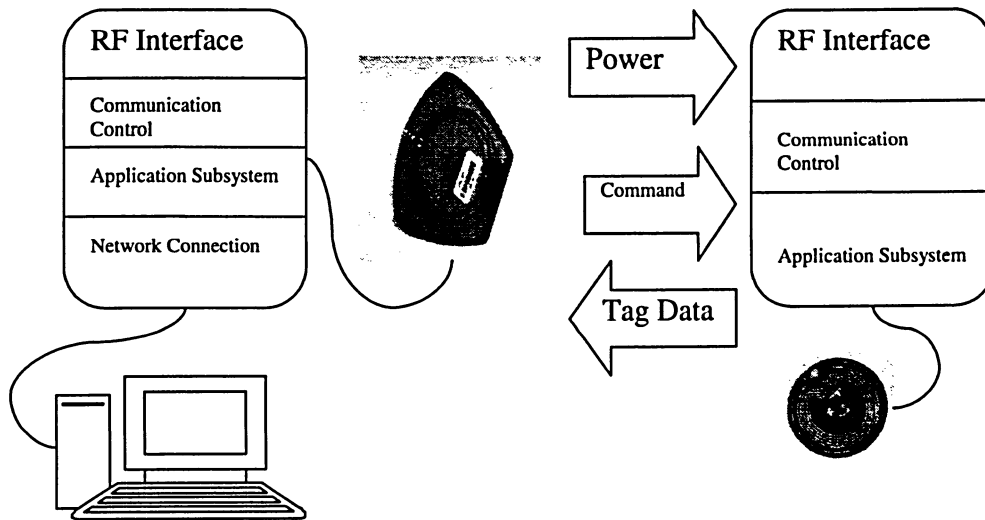 RF Interface
Communication
Control
Application Subsystem
Network Connection
Power
Command
Tag Data
RF Interface
Communication
Control
Application Subsystem